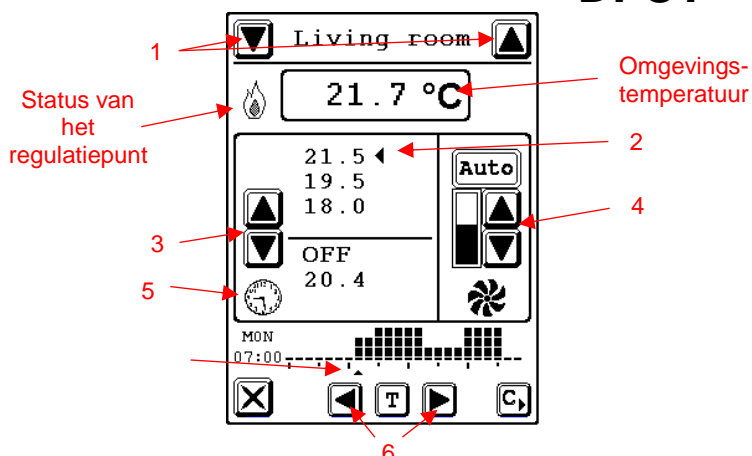 1
Living room
Status van
het
regulatiepunt
21.7 °C
Omgevings-
temperatuur
21.5
19.5
18.0
2
Auto
3
4
OFF
20.4
5
MON
07:00
T
C
6